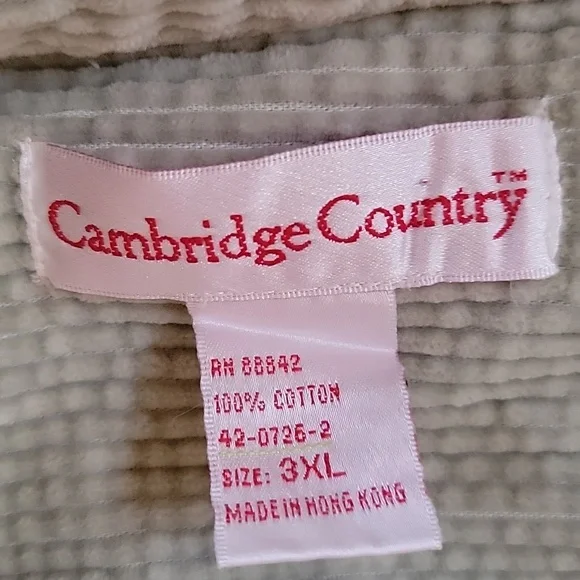 Cambridge Country™
RN 88842
100% COTTON
42-0726-2
SIZE: 3XL
MADE IN HONG KONG